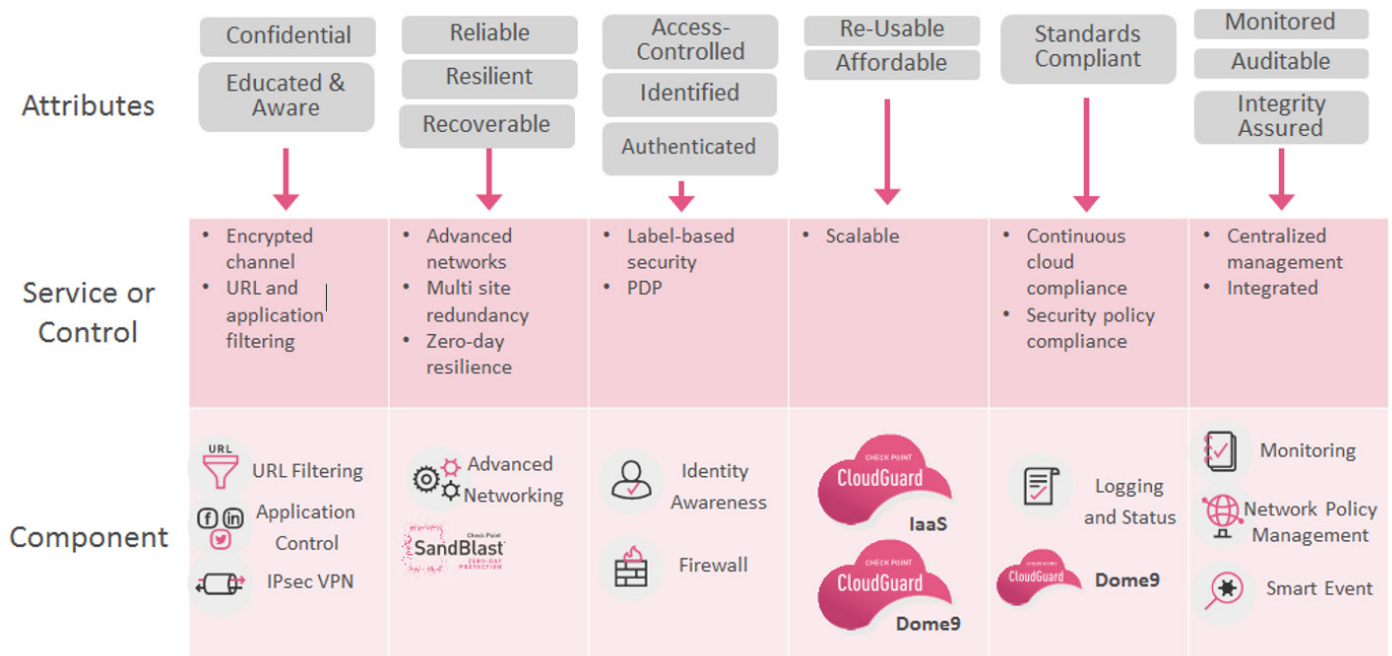 Attributes
Confidential
Educated &
Aware
Reliable
Resilient
Recoverable
Access-
Controlled
Identified
Authenticated
Re-Usable
Affordable
Standards
Compliant
Monitored
Auditable
Integrity
Assured
Service or
Control
• Encrypted
channel
• URL and
application
filtering
• Advanced
networks
• Multi site
redundancy
• Zero-day
resilience
• Label-based
security
• PDP
• Scalable
• Continuous
cloud
compliance
• Security policy
compliance
• Centralized
management
• Integrated
Component
URL
URL Filtering
f in
Application
Control
IPsec VPN
Advanced
Networking
Check Point
SandBlast
ZERO-DAY
PROTECTION
Identity
Awareness
Firewall
CHECK POINT
CloudGuard
IaaS
CHECK POINT
CloudGuard
Dome9
Logging
and Status
CHECK POINT
CloudGuard
Dome9
Monitoring
Network Policy
Management
Smart Event